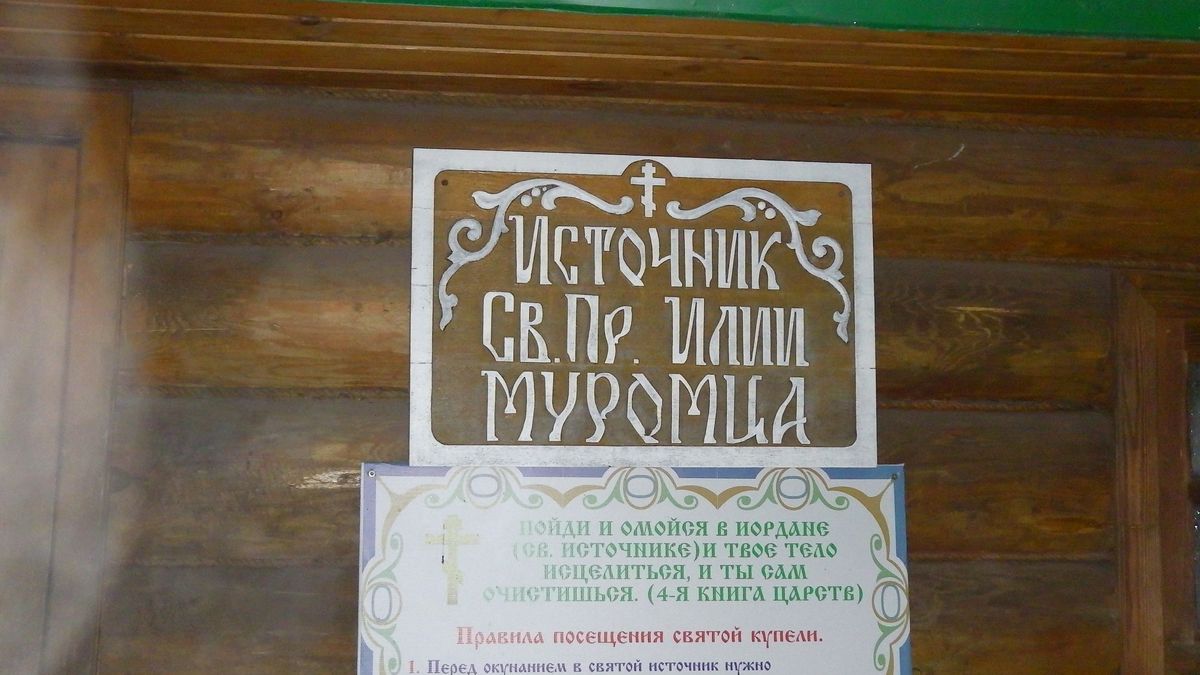 Источник
Св. Пр. Илии
Муромца
Пойди и омойся в Иордане
(св. источнике) и твое тело
исцелиться, и ты сам
очистишься. (4-я книга царств)
Правила посещения святой купели.
1. Перед окунанием в святой источник нужно